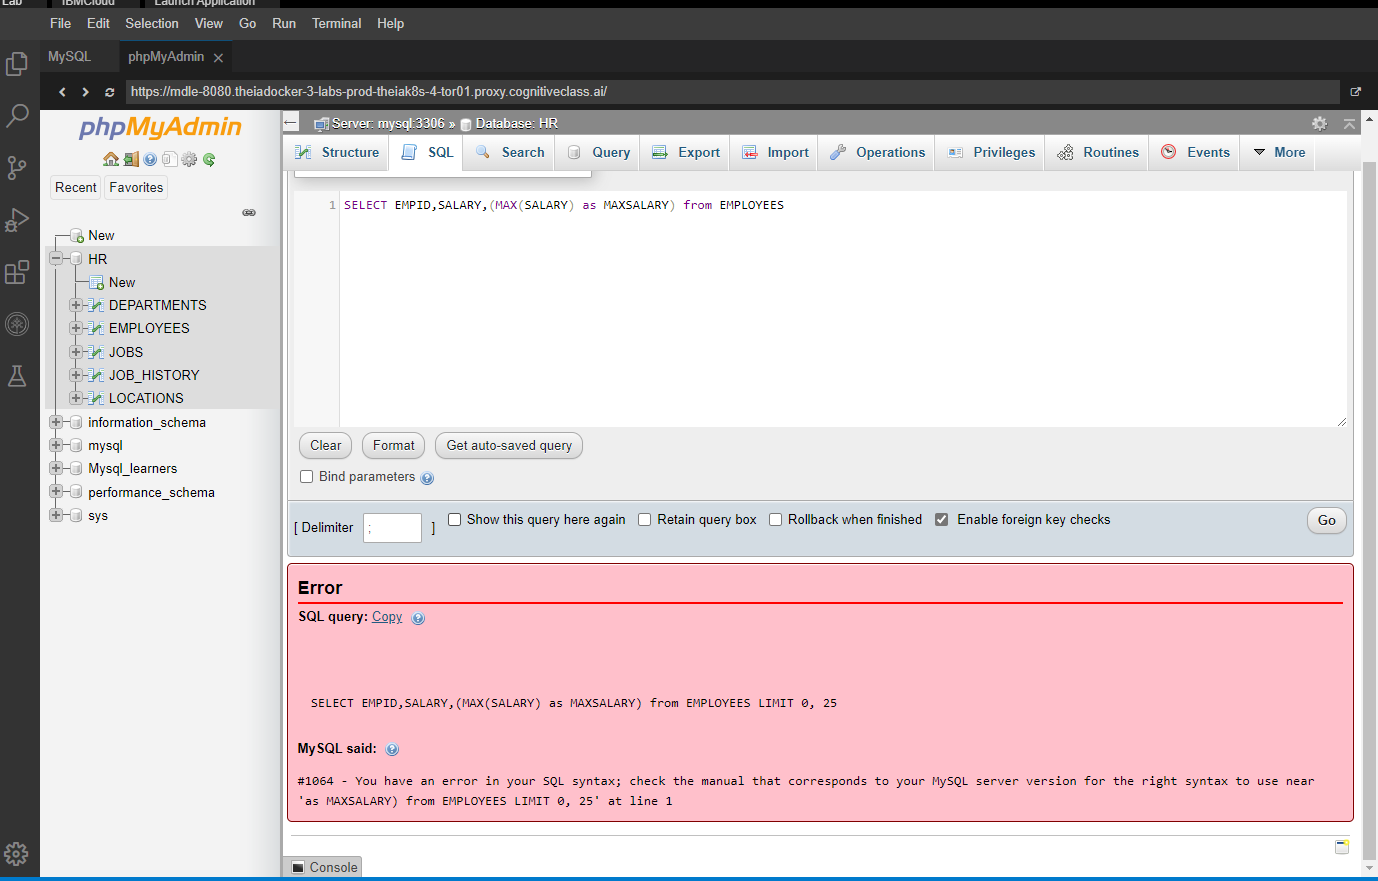 Lab IBMCloud Launch Application
File Edit Selection View Go Run Terminal Help
MySQL phpMyAdmin
https://mdle-8080.theiadocker-3-labs-prod-theiak8s-4-tor01.proxy.cognitiveclass.ai/
phpMyAdmin
Recent Favorites
New
HR
New
DEPARTMENTS
EMPLOYEES
JOBS
JOB_HISTORY
LOCATIONS
information_schema
mysql
Mysql_learners
performance_schema
sys
Server: mysql:3306 » Database: HR
Structure SQL Search Query Export Import Operations Privileges Routines Events More
1 SELECT EMPID,SALARY,(MAX(SALARY) as MAXSALARY) from EMPLOYEES
Clear Format Get auto-saved query
Bind parameters
[ Delimiter ; ] Show this query here again Retain query box Rollback when finished Enable foreign key checks Go
Error
SQL query: Copy
SELECT EMPID,SALARY,(MAX(SALARY) as MAXSALARY) from EMPLOYEES LIMIT 0, 25
MySQL said:
#1064 - You have an error in your SQL syntax; check the manual that corresponds to your MySQL server version for the right syntax to use near
'as MAXSALARY) from EMPLOYEES LIMIT 0, 25' at line 1
Console